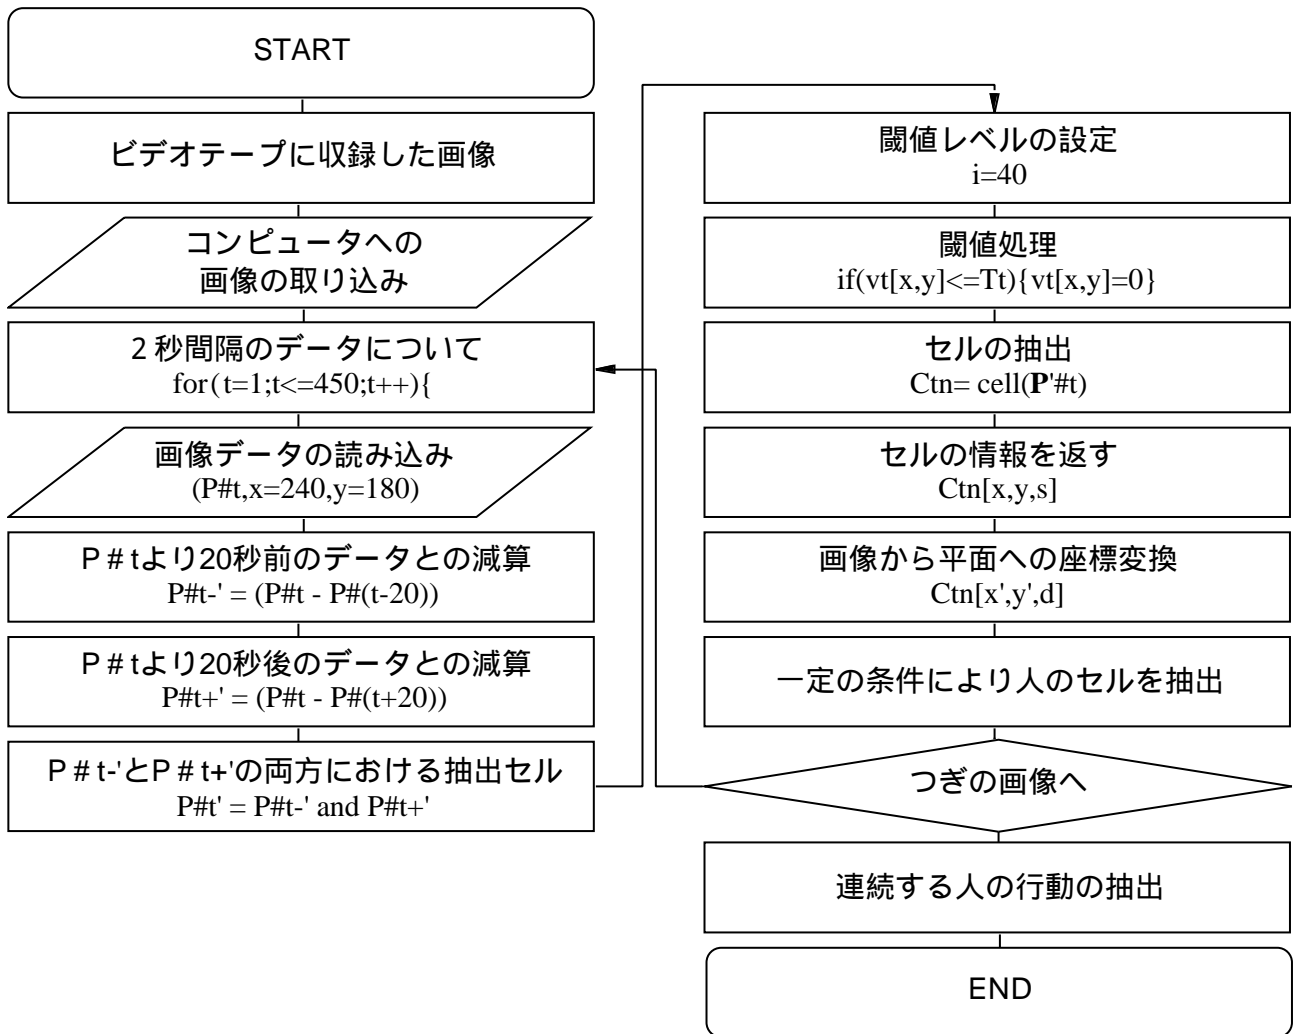 START
ビデオテープに収録した画像
コンピュータへの
画像の取り込み
２秒間隔のデータについて
for(t=1;t<=450;t++){
画像データの読み込み
(P#t,x=240,y=180)
P＃tより20秒前のデータとの減算
P#t-' = (P#t - P#(t-20))
P＃tより20秒後のデータとの減算
P#t+' = (P#t - P#(t+20))
P＃t-'とP＃t+'の両方における抽出セル
P#t' = P#t-' and P#t+'
閾値レベルの設定
i=40
閾値処理
if(vt[x,y]<=Tt){vt[x,y]=0}
セルの抽出
Ctn= cell(P'#t)
セルの情報を返す
Ctn[x,y,s]
画像から平面への座標変換
Ctn[x',y',d]
一定の条件により人のセルを抽出
つぎの画像へ
連続する人の行動の抽出
END